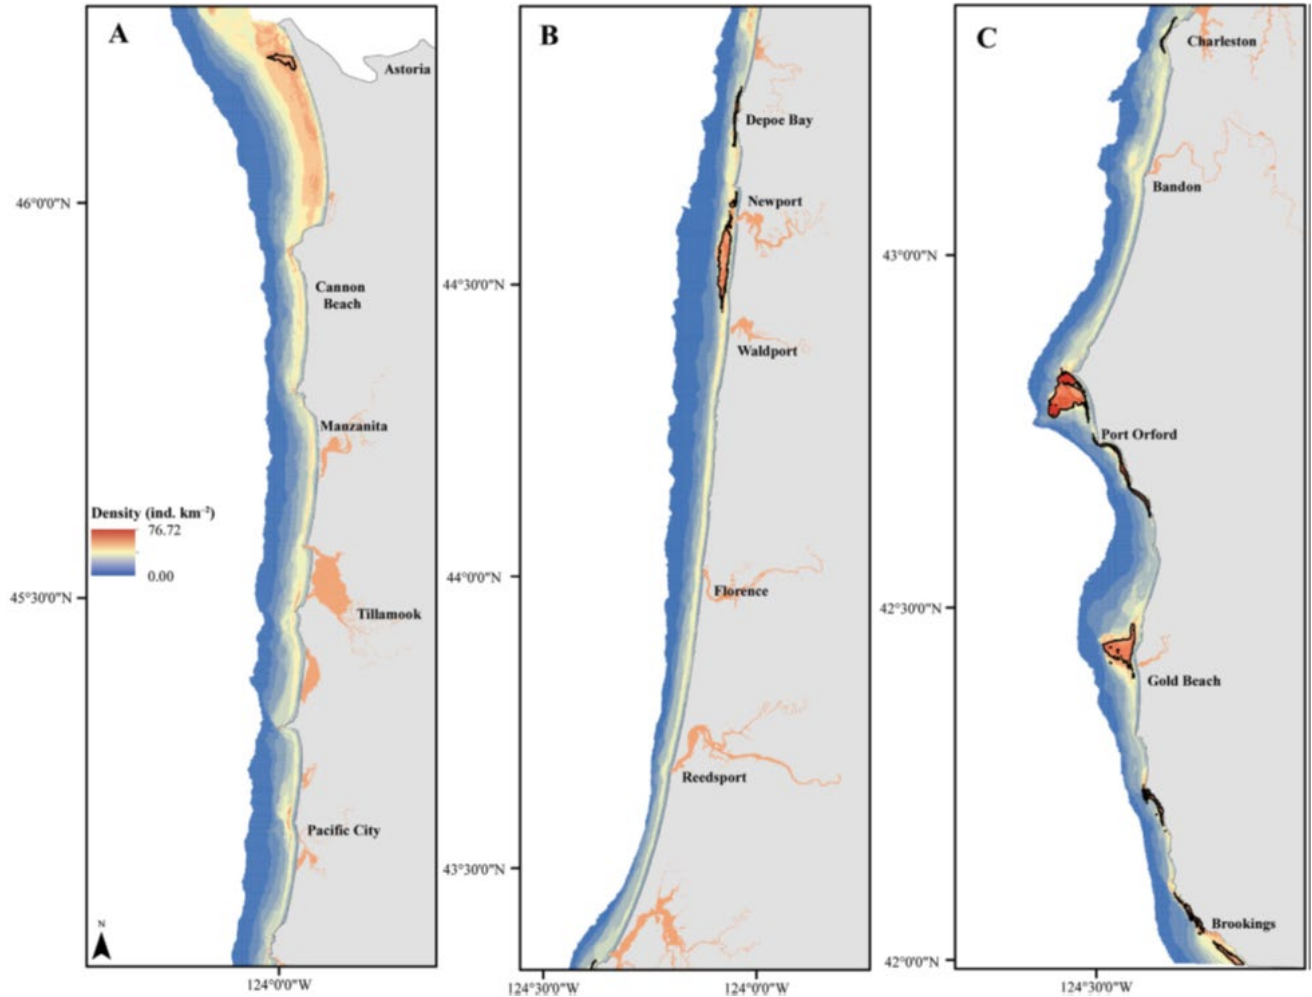 A
Astoria
46°0'0"N
Cannon
Beach
Manzanita
Density (ind. km⁻²)
76.72
0.00
45°30'0"N
Tillamook
Pacific City
N
124°0'0"W
B
Depoe Bay
Newport
44°30'0"N
Waldport
44°0'0"N
Florence
Reedsport
43°30'0"N
124°30'0"W
124°0'0"W
C
Charleston
Bandon
43°0'0"N
Port Orford
42°30'0"N
Gold Beach
Brookings
42°0'0"N
124°30'0"W